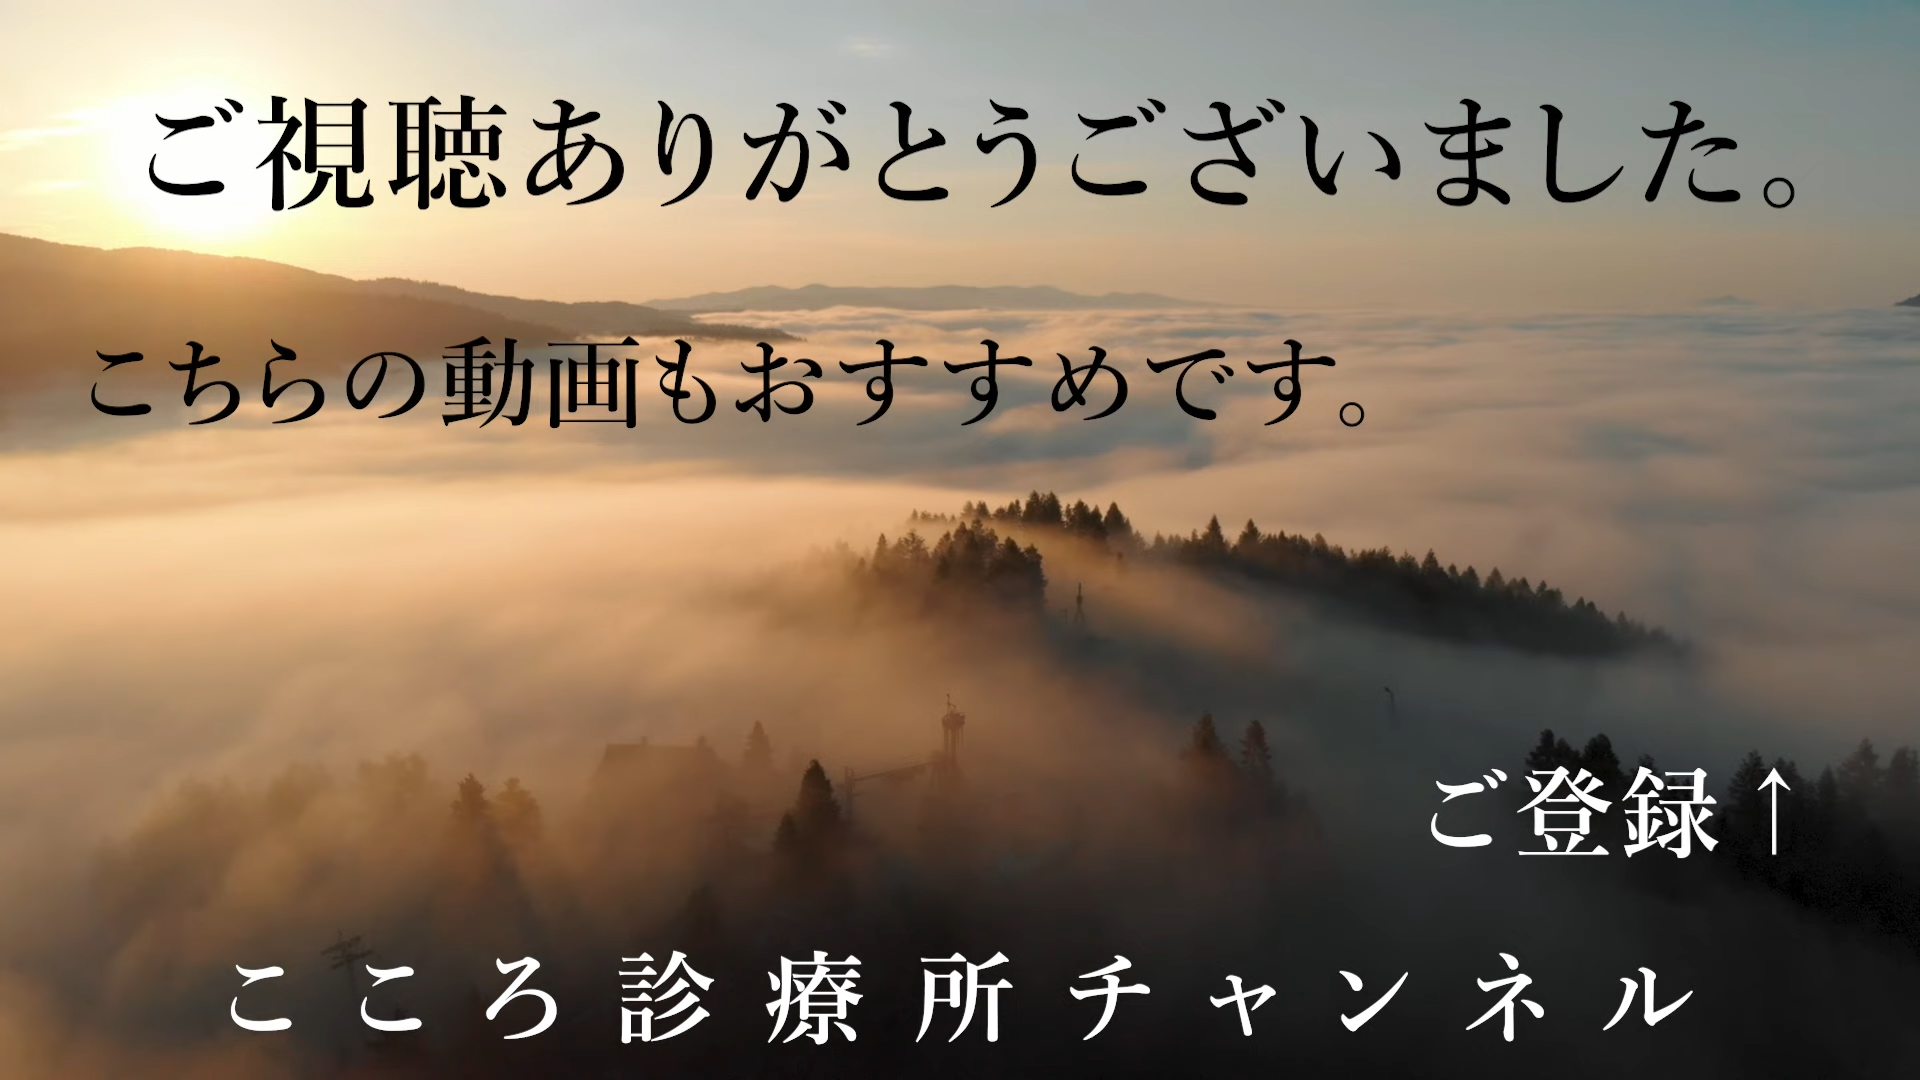 ご視聴ありがとうございました。
こちらの動画もおすすめです。
ご登録↑
こころ診療所チャンネル